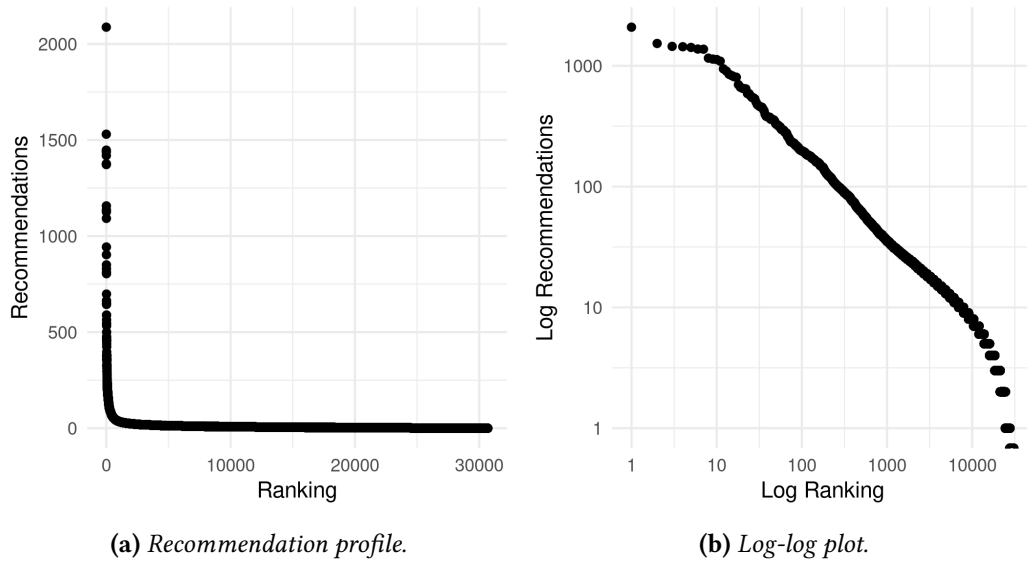 2000
1500
1000
500
0
Recommendations
0 10000 20000 30000
Ranking
(a) Recommendation profile.
1000
100
10
1
Log Recommendations
1 10 100 1000 10000
Log Ranking
(b) Log-log plot.